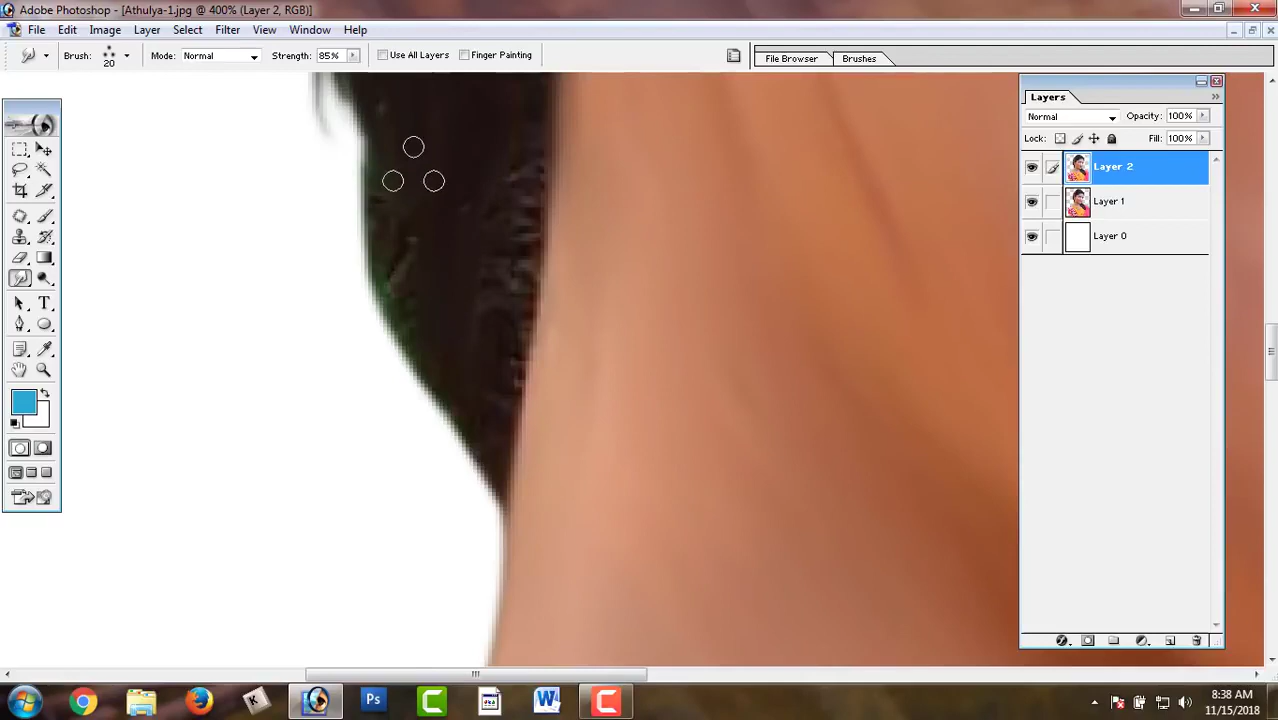 Adobe Photoshop - [Athulya-1.jpg @ 400% (Layer 2, RGB)]
File Edit Image Layer Select Filter View Window Help
Brush: 20 Mode: Normal Strength: 85% Use All Layers Finger Painting File Browser Brushes
Layers
Normal Opacity: 100%
Lock: Fill: 100%
Layer 2
Layer 1
Layer 0
T
K Ps C W C
8:38 AM
11/15/2018